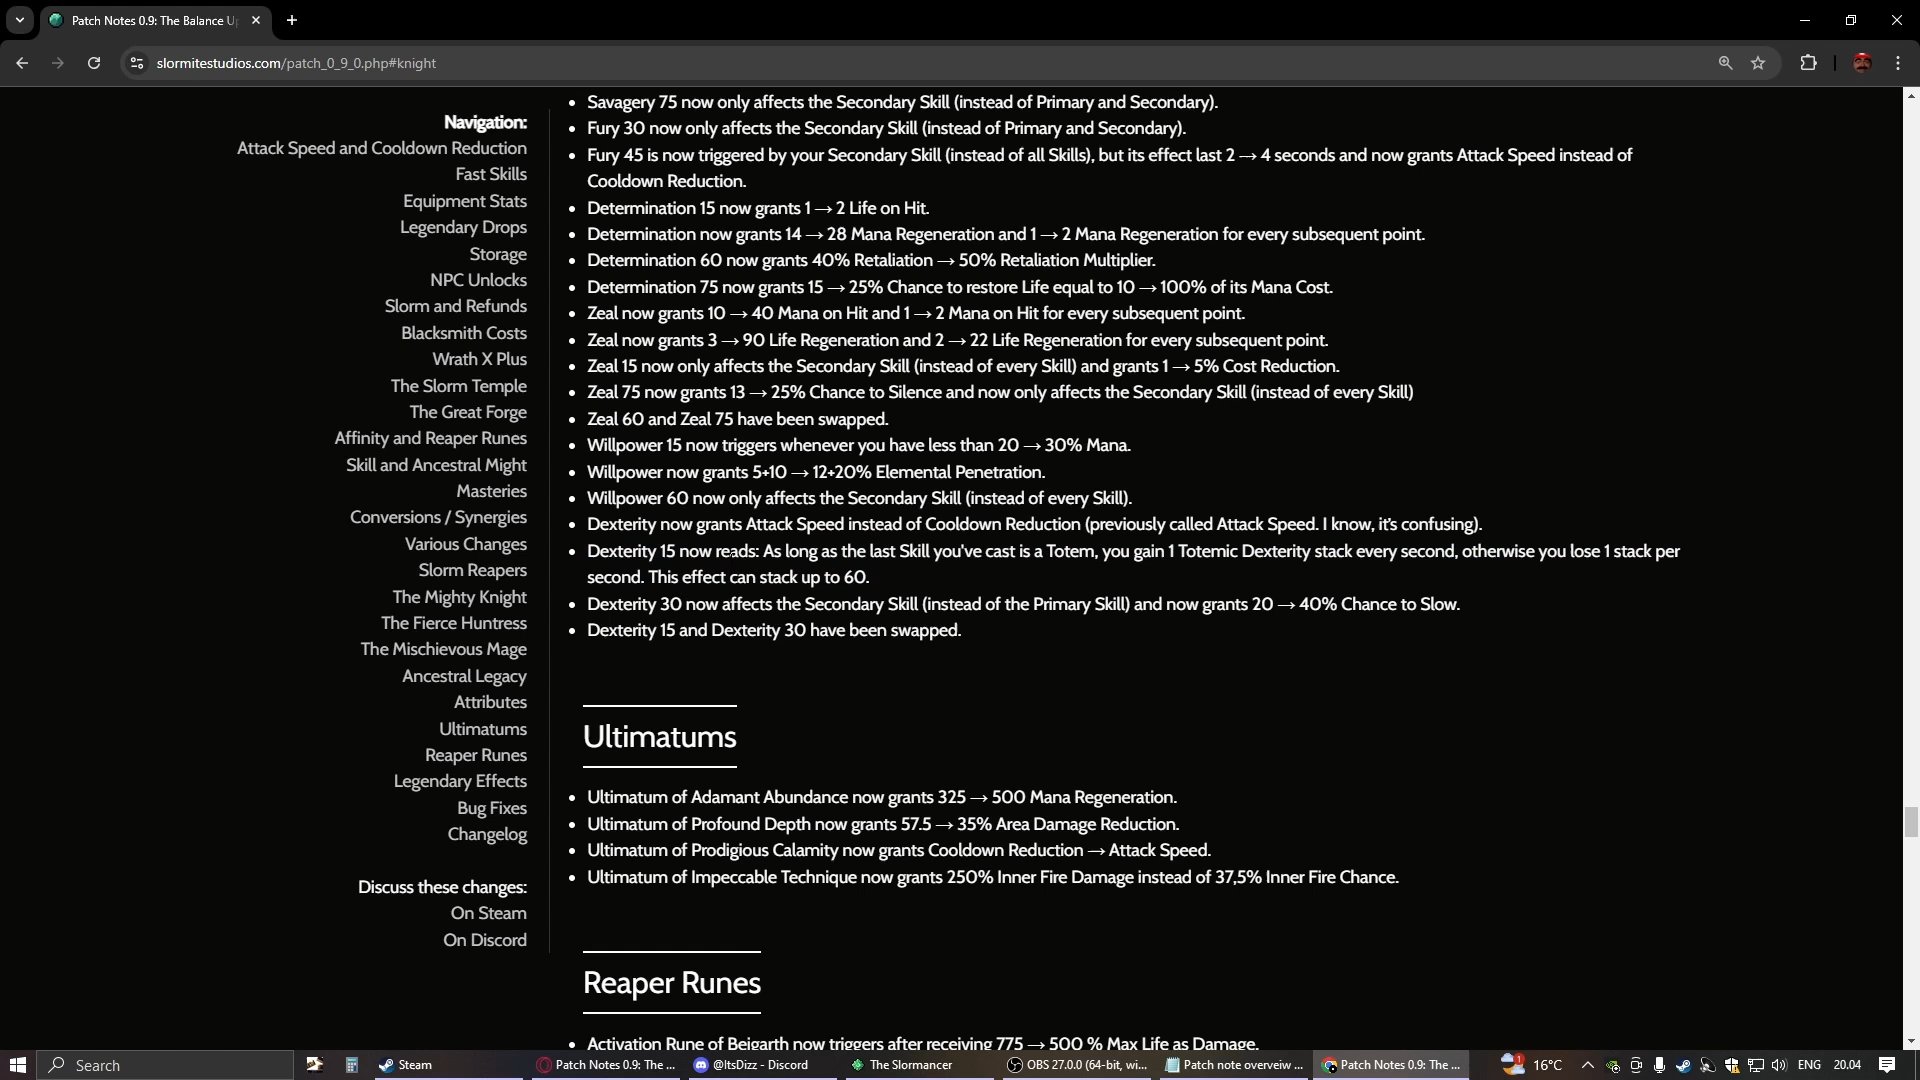 Patch Notes 0.9: The Balance U
slormitestudios.com/patch_0_9_0.php#knight
Navigation:
Attack Speed and Cooldown Reduction
Fast Skills
Equipment Stats
Legendary Drops
Storage
NPC Unlocks
Slorm and Refunds
Blacksmith Costs
Wrath X Plus
The Slorm Temple
The Great Forge
Affinity and Reaper Runes
Skill and Ancestral Might
Masteries
Conversions / Synergies
Various Changes
Slorm Reapers
The Mighty Knight
The Fierce Huntress
The Mischievous Mage
Ancestral Legacy
Attributes
Ultimatums
Reaper Runes
Legendary Effects
Bug Fixes
Changelog
Discuss these changes:
On Steam
On Discord
• Savagery 75 now only affects the Secondary Skill (instead of Primary and Secondary).
• Fury 30 now only affects the Secondary Skill (instead of Primary and Secondary).
• Fury 45 is now triggered by your Secondary Skill (instead of all Skills), but its effect last 2 → 4 seconds and now grants Attack Speed instead of
Cooldown Reduction.
• Determination 15 now grants 1 → 2 Life on Hit.
• Determination now grants 14 → 28 Mana Regeneration and 1 → 2 Mana Regeneration for every subsequent point.
• Determination 60 now grants 40% Retaliation → 50% Retaliation Multiplier.
• Determination 75 now grants 15 → 25% Chance to restore Life equal to 10 → 100% of its Mana Cost.
• Zeal now grants 10 → 40 Mana on Hit and 1 → 2 Mana on Hit for every subsequent point.
• Zeal now grants 3 → 90 Life Regeneration and 2 → 22 Life Regeneration for every subsequent point.
• Zeal 15 now only affects the Secondary Skill (instead of every Skill) and grants 1 → 5% Cost Reduction.
• Zeal 75 now grants 13 → 25% Chance to Silence and now only affects the Secondary Skill (instead of every Skill)
• Zeal 60 and Zeal 75 have been swapped.
• Willpower 15 now triggers whenever you have less than 20 → 30% Mana.
• Willpower now grants 5+10 → 12+20% Elemental Penetration.
• Willpower 60 now only affects the Secondary Skill (instead of every Skill).
• Dexterity now grants Attack Speed instead of Cooldown Reduction (previously called Attack Speed. I know, it's confusing).
• Dexterity 15 now reads: As long as the last Skill you've cast is a Totem, you gain 1 Totemic Dexterity stack every second, otherwise you lose 1 stack per
second. This effect can stack up to 60.
• Dexterity 30 now affects the Secondary Skill (instead of the Primary Skill) and now grants 20 → 40% Chance to Slow.
• Dexterity 15 and Dexterity 30 have been swapped.
Ultimatums
• Ultimatum of Adamant Abundance now grants 325 → 500 Mana Regeneration.
• Ultimatum of Profound Depth now grants 57.5 → 35% Area Damage Reduction.
• Ultimatum of Prodigious Calamity now grants Cooldown Reduction → Attack Speed.
• Ultimatum of Impeccable Technique now grants 250% Inner Fire Damage instead of 37,5% Inner Fire Chance.
Reaper Runes
• Activation Rune of Beigarth now triggers after receiving 775 → 500 % Max Life as Damage.
Search
Steam
Patch Notes 0.9: The ...
@ItsDizz - Discord
The Slormancer
OBS 27.0.0 (64-bit, wi...
Patch note overveiw ...
Patch Notes 0.9: The ...
1
16°C
ENG
20.04